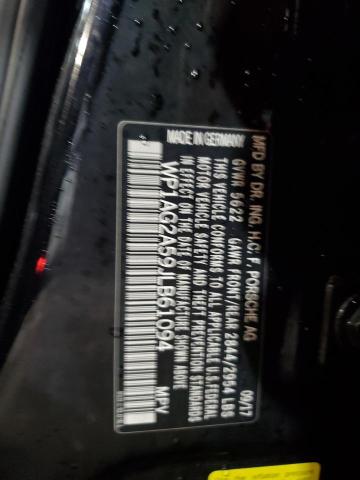 MFD BY DR. ING. H.C. F. PORSCHE AG 09/17
GVWR 5622 GAWR FRONT/REAR 2844/2954 LBS
THIS VEHICLE CONFORMS TO ALL APPLICABLE U.S. FEDERAL
MOTOR VEHICLE SAFETY AND THEFT PREVENTION STANDARDS
IN EFFECT ON THE DATE OF MANUFACTURE SHOWN ABOVE
WP1AG2A59JLB61094 MPV
MADE IN GERMANY